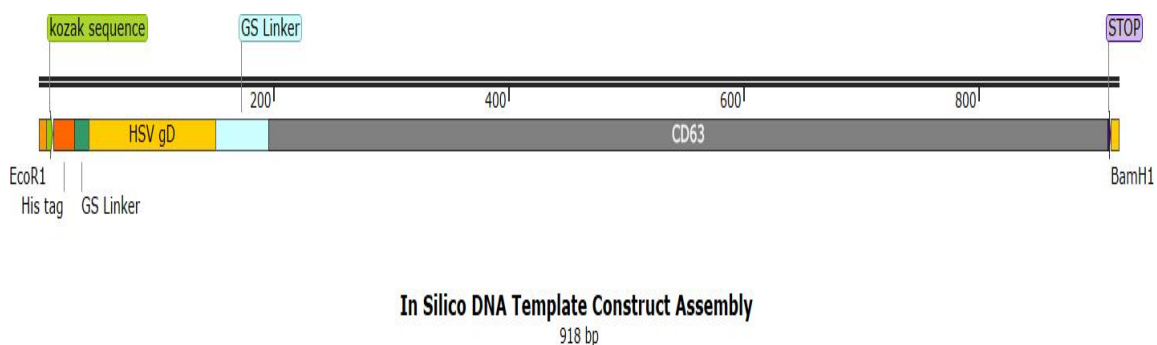 kozak sequence GS Linker STOP
200 400 600 800
HSV gD CD63
EcoR1 BamH1
His tag GS Linker
In Silico DNA Template Construct Assembly
918 bp